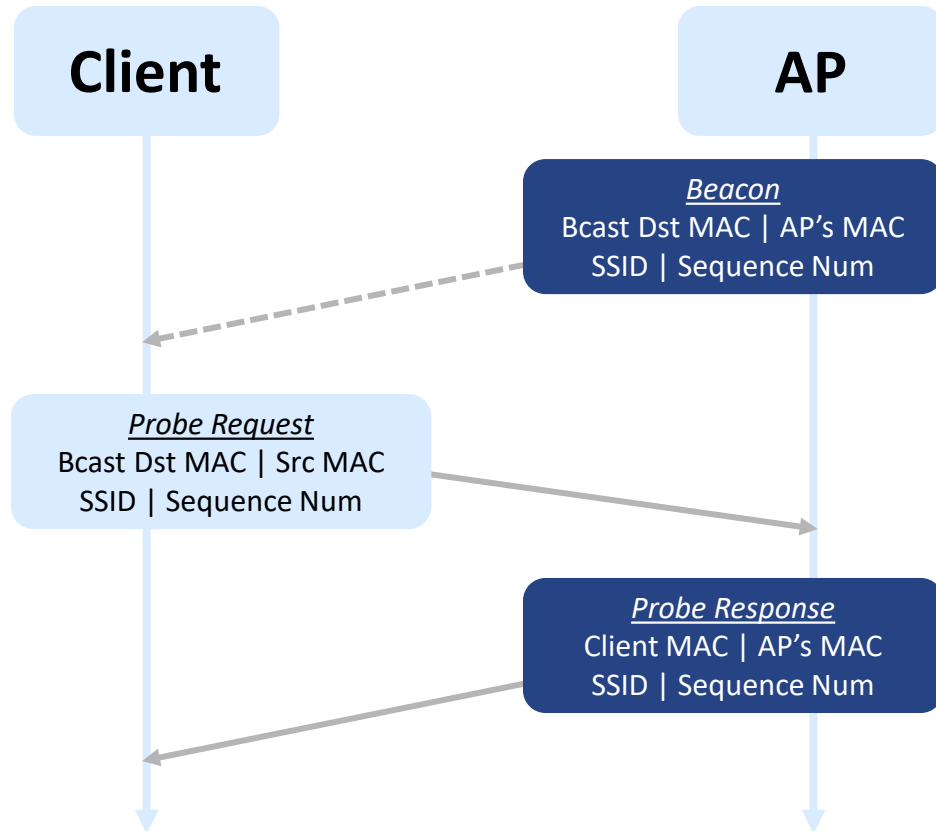 Client
AP
Beacon
Bcast Dst MAC | AP's MAC
SSID | Sequence Num
Probe Request
Bcast Dst MAC | Src MAC
SSID | Sequence Num
Probe Response
Client MAC | AP's MAC
SSID | Sequence Num